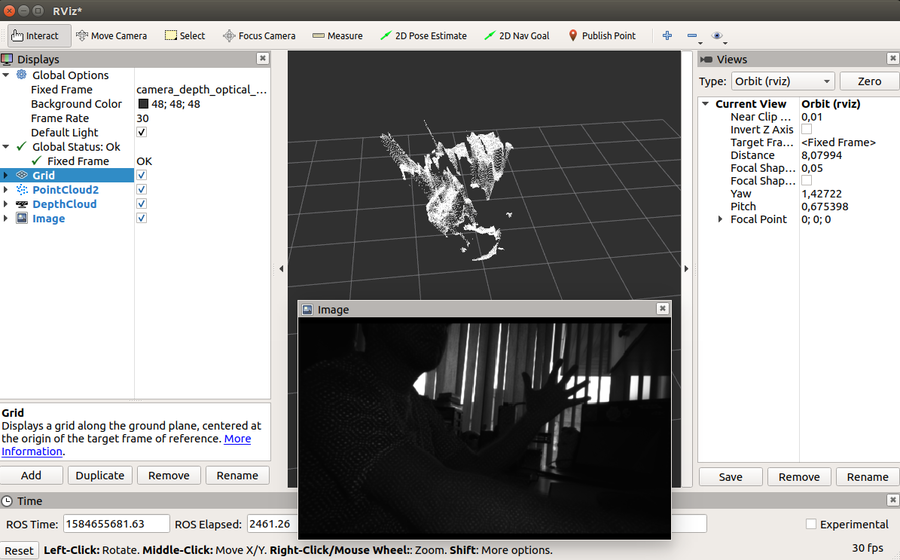 RViz*
Interact Move Camera Select Focus Camera Measure 2D Pose Estimate 2D Nav Goal Publish Point
Displays
Global Options
Fixed Frame camera_depth_optical_...
Background Color 48; 48; 48
Frame Rate 30
Default Light
Global Status: Ok
Fixed Frame OK
Grid
PointCloud2
DepthCloud
Image
Grid
Displays a grid along the ground plane, centered
at the origin of the target frame of reference. More
Information.
Add Duplicate Remove Rename
Image
Views
Type: Orbit (rviz) Zero
Current View Orbit (rviz)
Near Clip ... 0,01
Invert Z Axis
Target Fra... <Fixed Frame>
Distance 8,07994
Focal Shap... 0,05
Focal Shap...
Yaw 1,42722
Pitch 0,675398
Focal Point 0; 0; 0
Save Remove Rename
Time
ROS Time: 1584655681.63 ROS Elapsed: 2461.26 Experimental
Reset Left-Click: Rotate. Middle-Click: Move X/Y. Right-Click/Mouse Wheel:: Zoom. Shift: More options. 30 fps